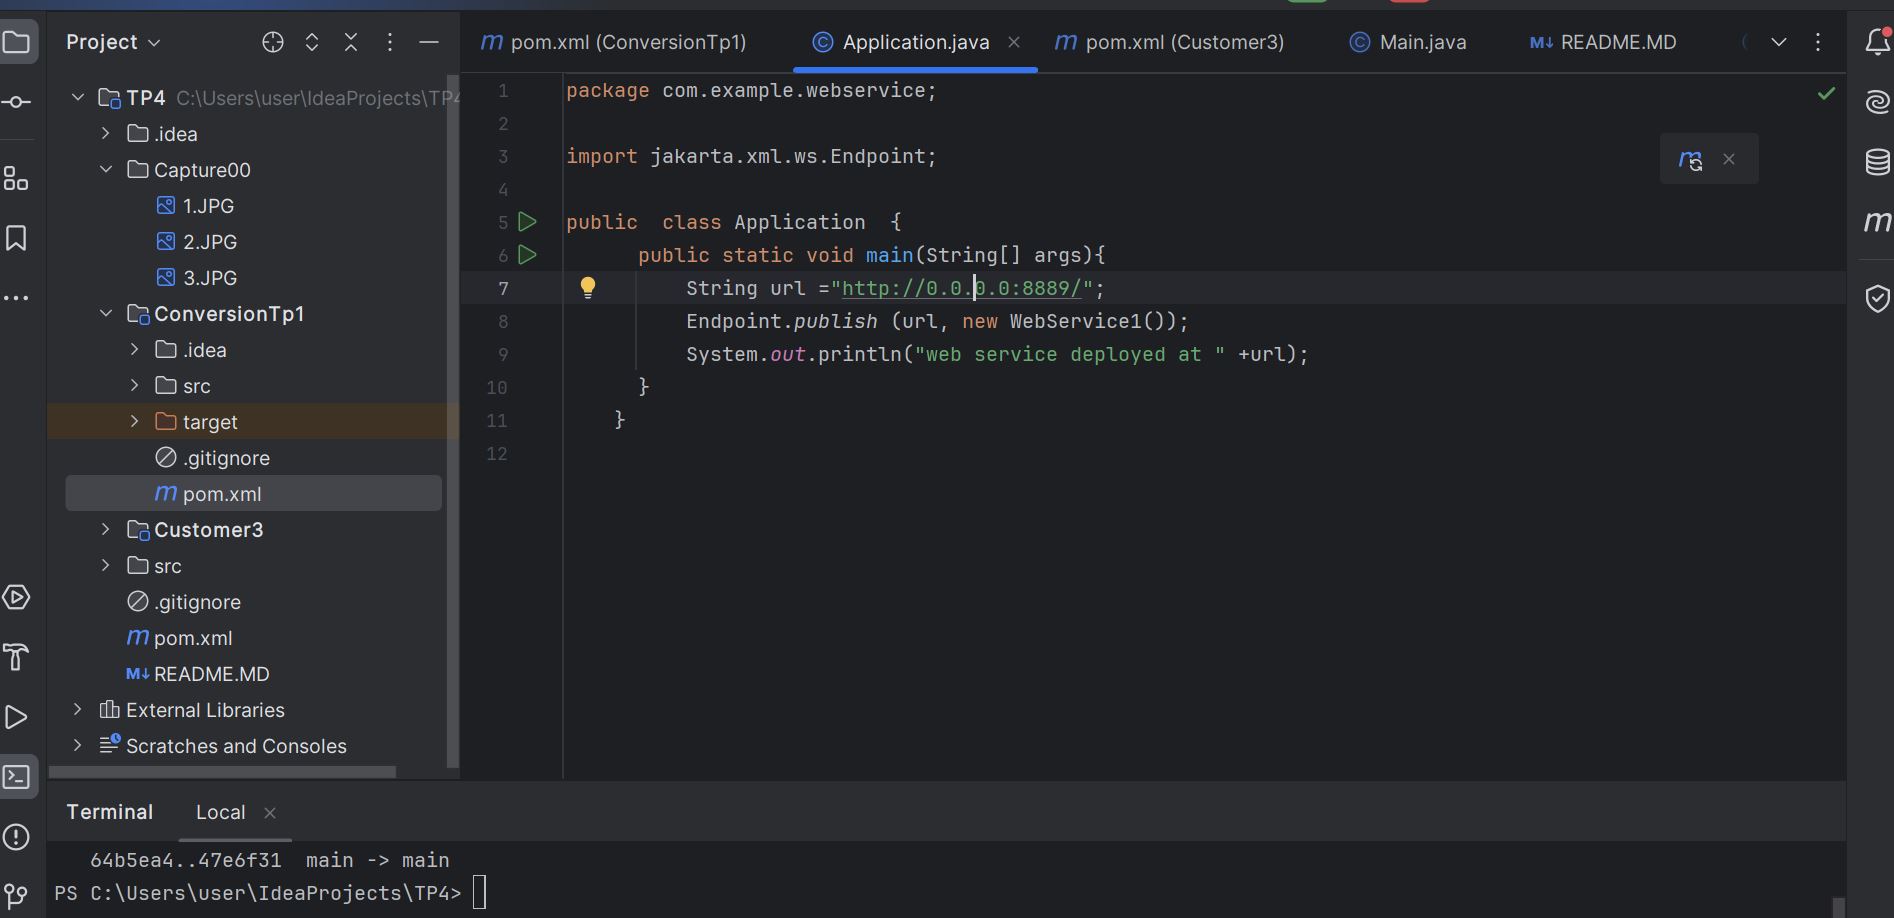 Project
TP4 C:\Users\user\IdeaProjects\TP4
.idea
Capture00
1.JPG
2.JPG
3.JPG
ConversionTp1
.idea
src
target
.gitignore
pom.xml
Customer3
src
.gitignore
pom.xml
README.MD
External Libraries
Scratches and Consoles
pom.xml (ConversionTp1)
Application.java
pom.xml (Customer3)
Main.java
README.MD
1 package com.example.webservice;
2
3 import jakarta.xml.ws.Endpoint;
4
5 public  class Application  {
6 public static void main(String[] args){
7 String url ="http://0.0.0.0:8889/";
8 Endpoint.publish (url, new WebService1());
9 System.out.println("web service deployed at " +url);
10 }
11 }
12
Terminal
Local
64b5ea4..47e6f31  main -> main
PS C:\Users\user\IdeaProjects\TP4>